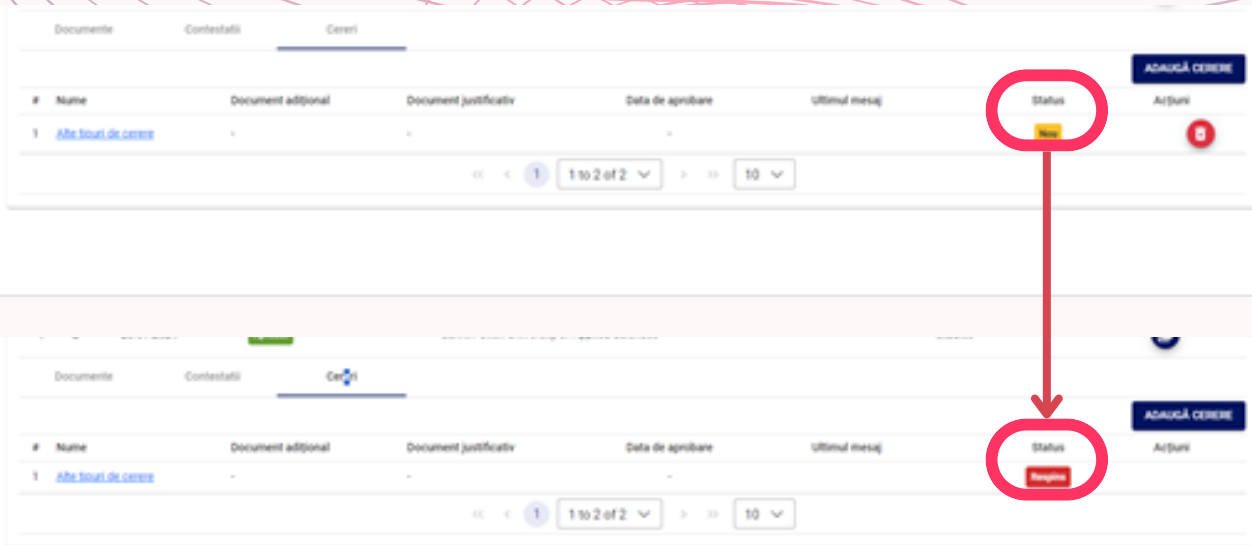 Documente Contestatii Cereri
ADAUGĂ CERERE
# Nume Document adițional Document justificativ Data de aprobare Ultimul mesaj Status Acțiuni
1 Alte tipuri de cerere - - - Nou
« < 1 1 to 2 of 2 > » 10
Documente Contestatii Cereri
ADAUGĂ CERERE
# Nume Document adițional Document justificativ Data de aprobare Ultimul mesaj Status Acțiuni
1 Alte tipuri de cerere - - - Respins
« < 1 1 to 2 of 2 > » 10